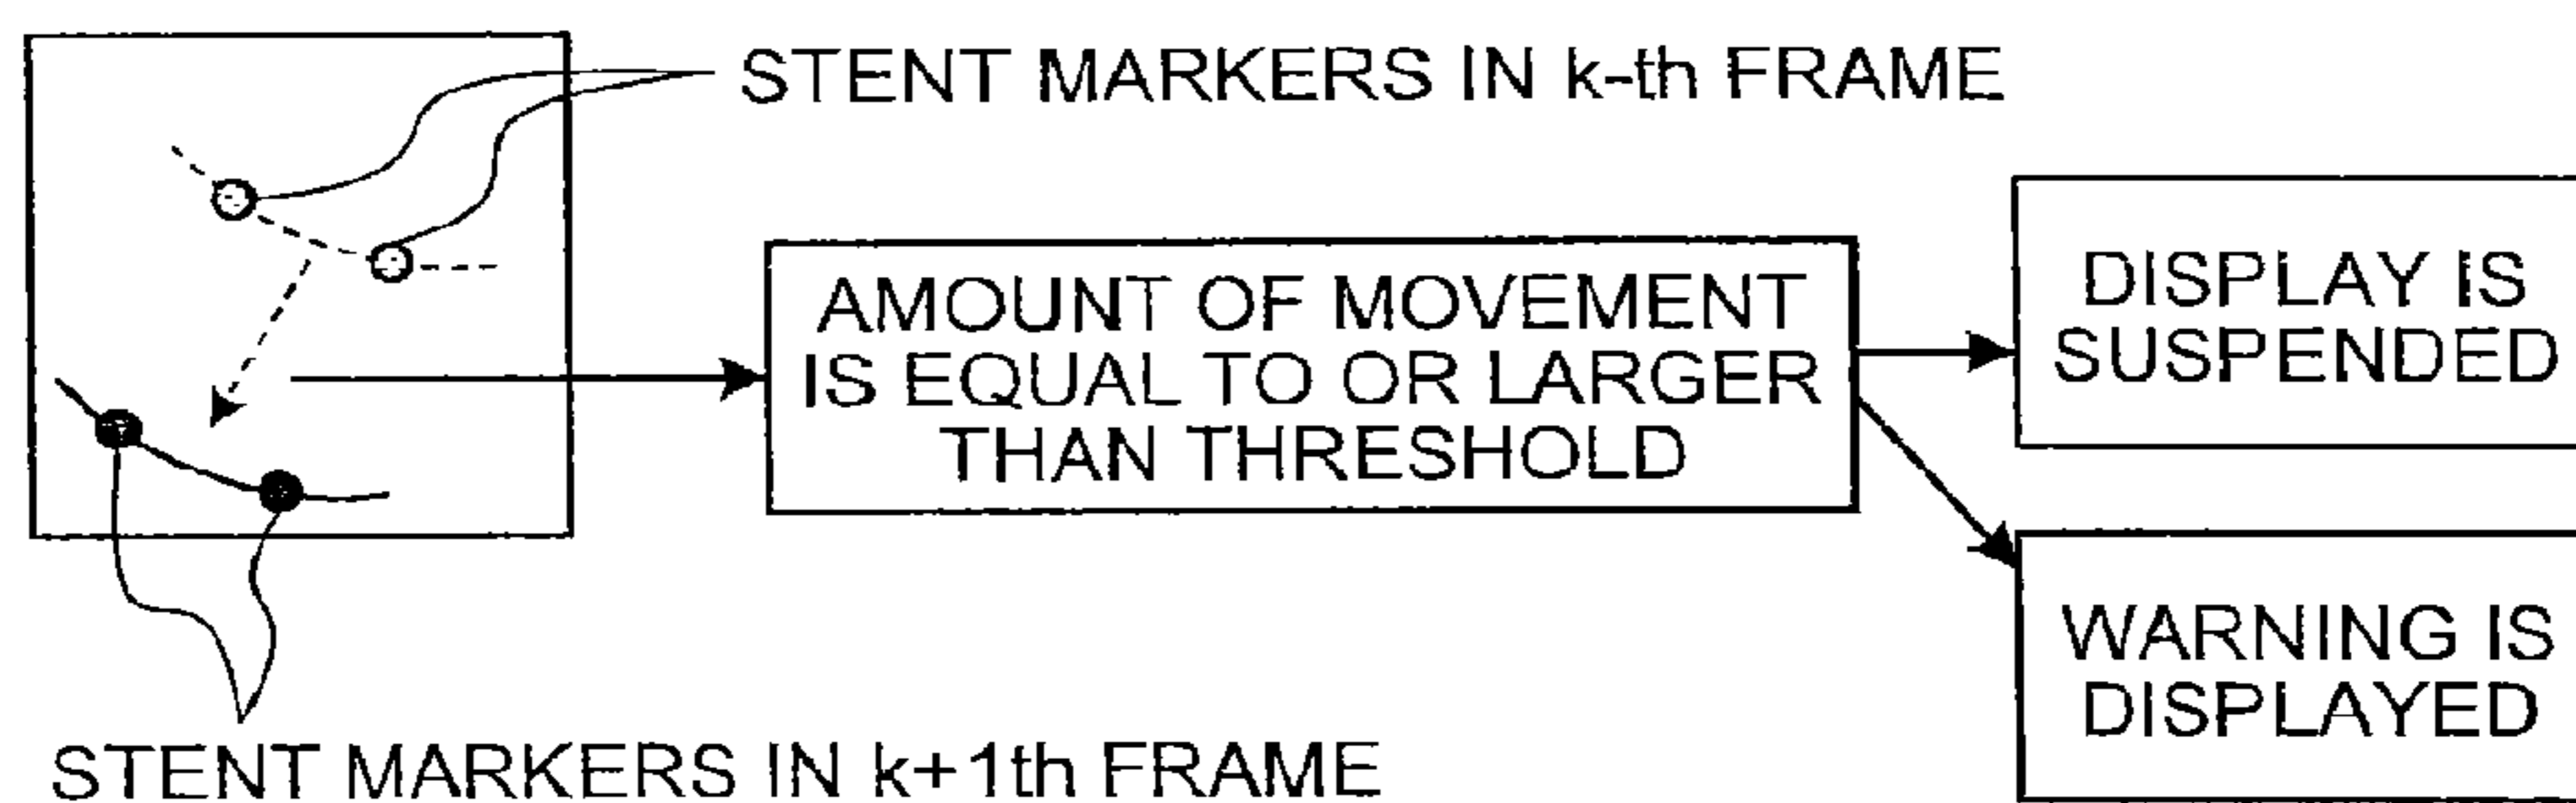 STENT MARKERS IN k-th FRAME
AMOUNT OF MOVEMENT
IS EQUAL TO OR LARGER
THAN THRESHOLD
DISPLAY IS
SUSPENDED
WARNING IS
DISPLAYED
STENT MARKERS IN k+1th FRAME